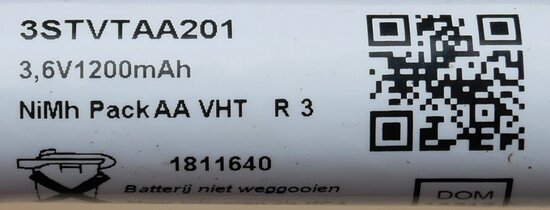 3STVTAA201
3,6V1200mAh
NiMh Pack AA VHT R 3
1811640
Batterij niet weggooien
DOM